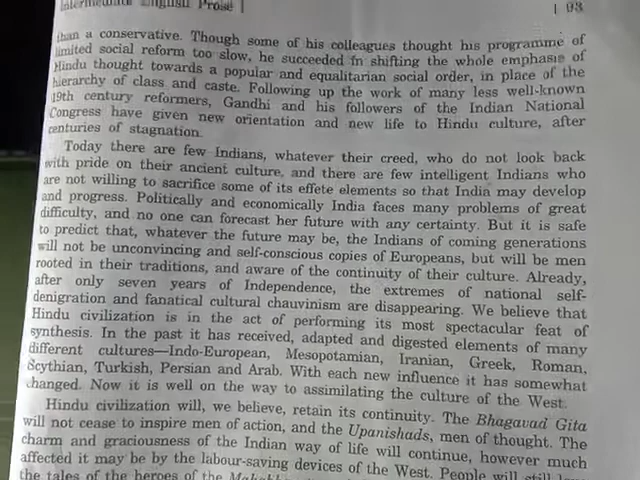 Intermediate English Prose | | 93
than a conservative. Though some of his colleagues thought his programme of
limited social reform too slow, he succeeded in shifting the whole emphasis of
Hindu thought towards a popular and equalitarian social order, in place of the
hierarchy of class and caste. Following up the work of many less well-known
19th century reformers, Gandhi and his followers of the Indian National
Congress have given new orientation and new life to Hindu culture, after
centuries of stagnation.
Today there are few Indians, whatever their creed, who do not look back
with pride on their ancient culture, and there are few intelligent Indians who
are not willing to sacrifice some of its effete elements so that India may develop
and progress. Politically and economically India faces many problems of great
difficulty, and no one can forecast her future with any certainty. But it is safe
to predict that, whatever the future may be, the Indians of coming generations
will not be unconvincing and self-conscious copies of Europeans, but will be men
rooted in their traditions, and aware of the continuity of their culture. Already,
after only seven years of Independence, the extremes of national self-
denigration and fanatical cultural chauvinism are disappearing. We believe that
Hindu civilization is in the act of performing its most spectacular feat of
synthesis. In the past it has received, adapted and digested elements of many
different cultures—Indo-European, Mesopotamian, Iranian, Greek, Roman,
Scythian, Turkish, Persian and Arab. With each new influence it has somewhat
changed. Now it is well on the way to assimilating the culture of the West.
Hindu civilization will, we believe, retain its continuity. The Bhagavad Gita
will not cease to inspire men of action, and the Upanishads, men of thought. The
charm and graciousness of the Indian way of life will continue, however much
affected it may be by the labour-saving devices of the West. People will still
the tales of the heroes of the